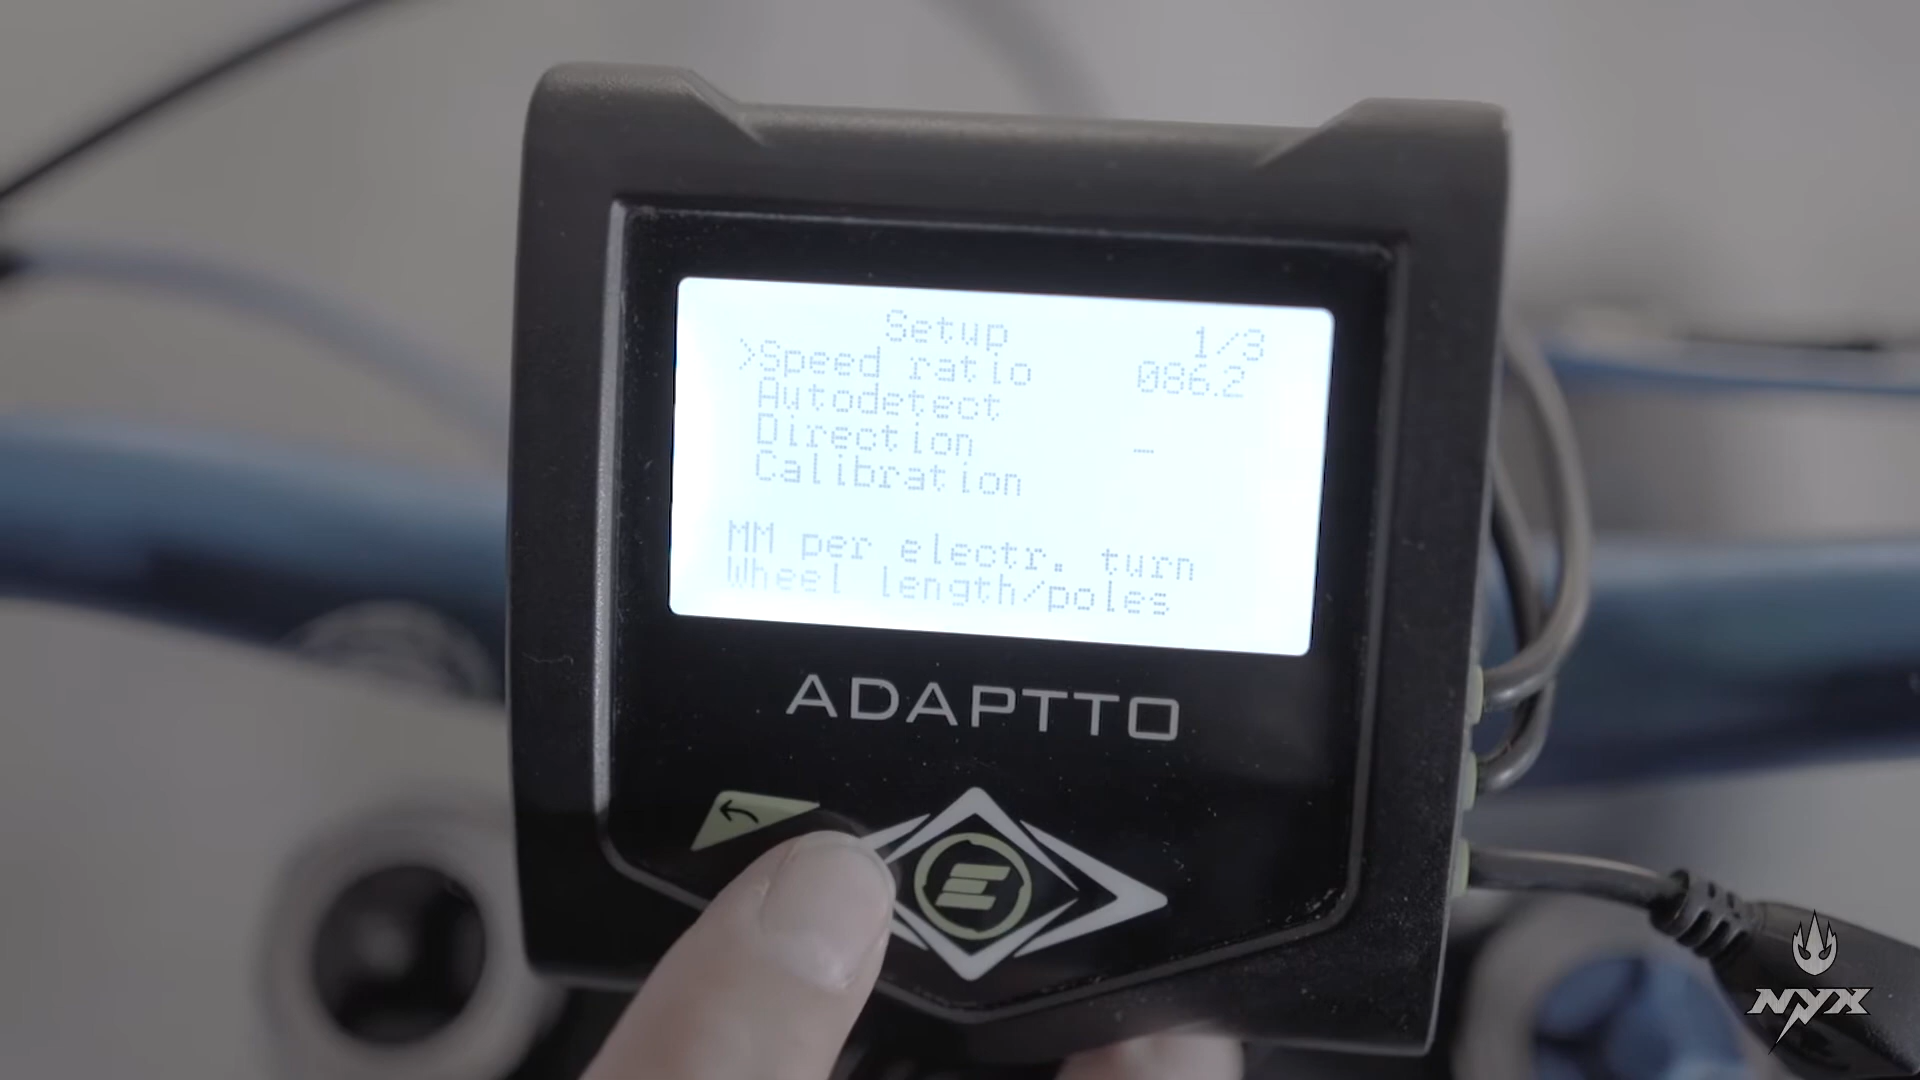 Setup 1/3
>Speed ratio 086.2
Autodetect
Direction _
Calibration
MM per electr. turn
Wheel length/poles
ADAPTTO
E
NYX